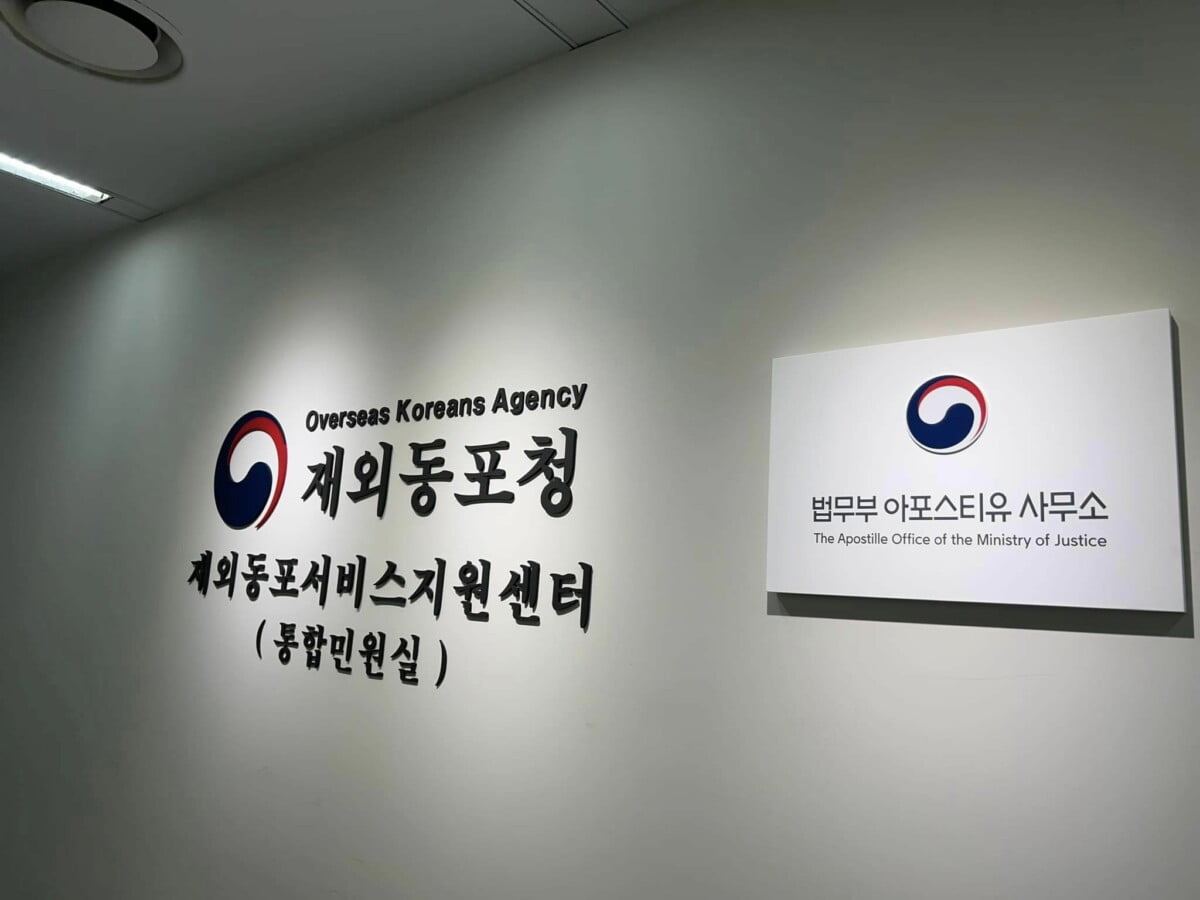 Overseas Koreans Agency
재외동포청
재외동포서비스지원센터
(통합민원실)
법무부 아포스티유 사무소
The Apostille Office of the Ministry of Justice